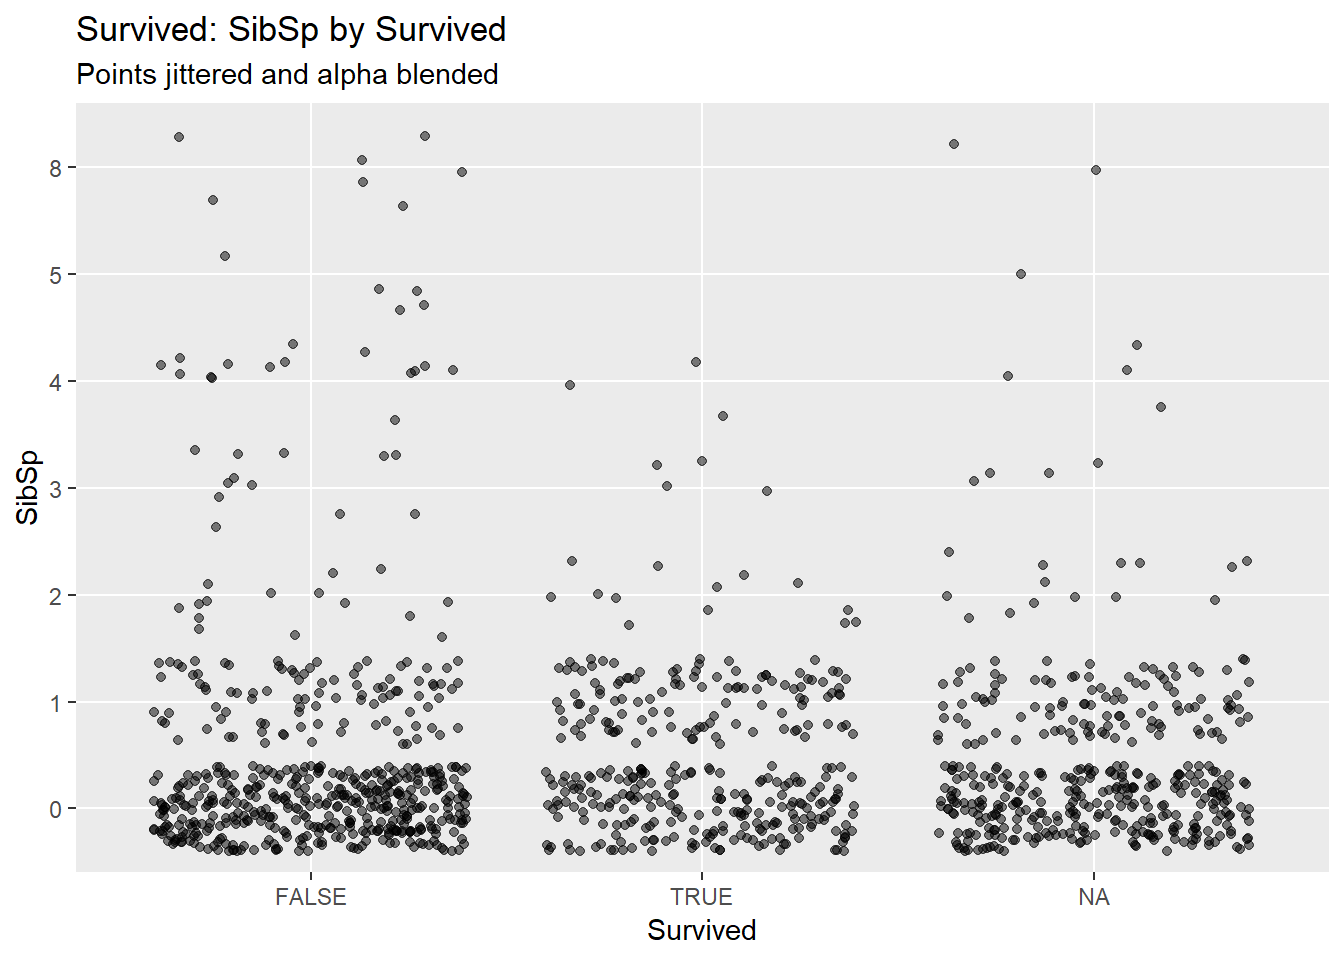 Survived: SibSp by Survived
Points jittered and alpha blended
8
5
4
3
2
1
0
SibSp
FALSE
TRUE
NA
Survived